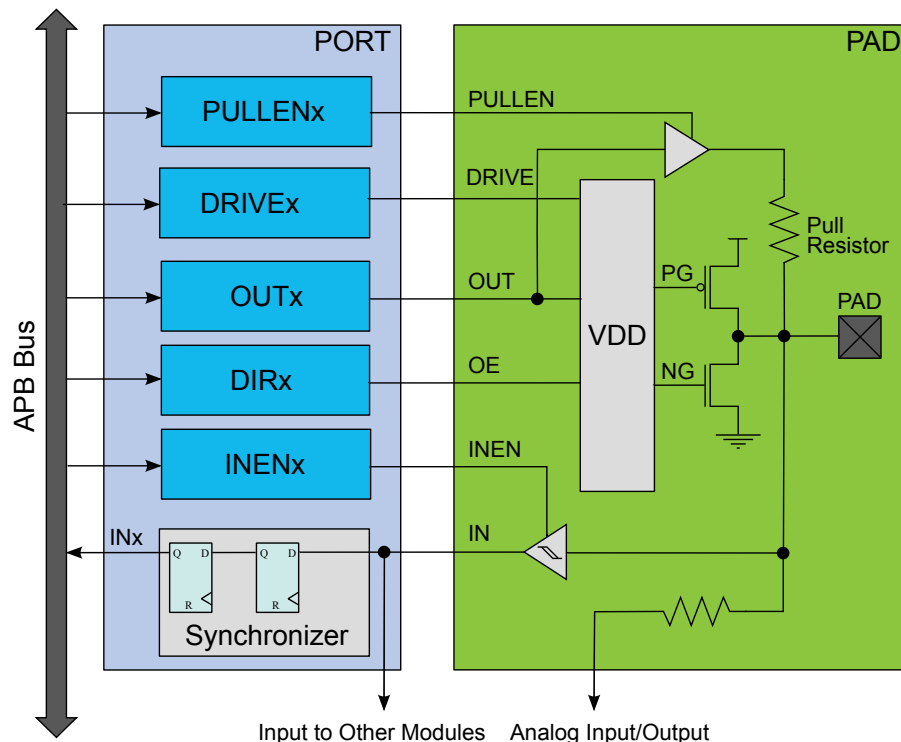 PORT
PAD
PULLENx
PULLEN
DRIVEx
DRIVE
Pull
Resistor
OUTx
OUT
PG
PAD
VDD
DIRx
OE
NG
APB Bus
INENx
INEN
INx
IN
Q D
Q D
R
R
Synchronizer
Input to Other Modules
Analog Input/Output